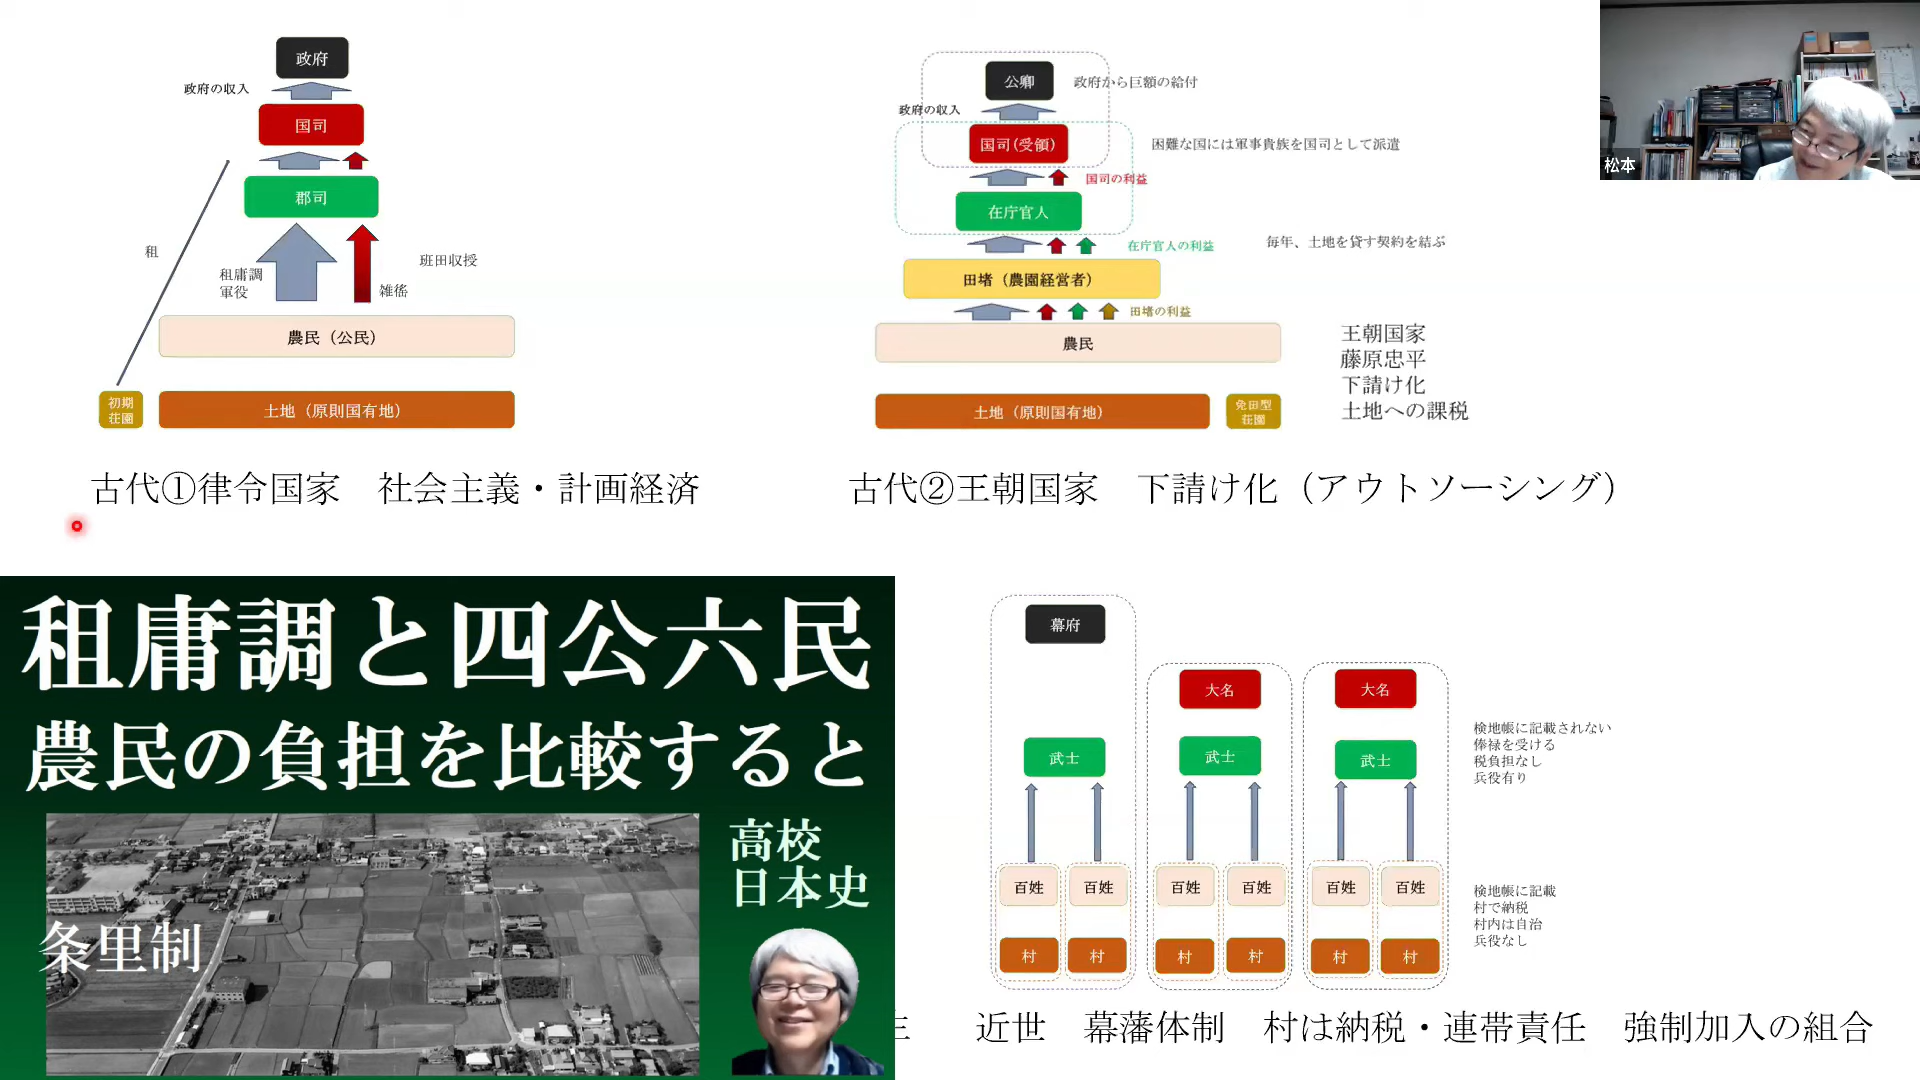 政府
政府の収入
国司
郡司
租
租庸調
軍役
雑徭
班田収授
農民（公民）
初期
荘園
土地（原則国有地）
古代①律令国家　社会主義・計画経済
公卿
政府から巨額の給付
政府の収入
国司(受領)
困難な国には軍事貴族を国司として派遣
国司の利益
在庁官人
在庁官人の利益
毎年、土地を貸す契約を結ぶ
田堵（農園経営者）
田堵の利益
農民
土地（原則国有地）
免田型
荘園
王朝国家
藤原忠平
下請け化
土地への課税
古代②王朝国家　下請け化（アウトソーシング）
松本
租庸調と四公六民
農民の負担を比較すると
高校
日本史
条里制
幕府
大名
大名
武士
武士
武士
検地帳に記載されない
俸禄を受ける
税負担なし
兵役有り
百姓
百姓
百姓
百姓
百姓
百姓
検地帳に記載
村で納税
村内は自治
兵役なし
村
村
村
村
村
村
近世　幕藩体制　村は納税・連帯責任　強制加入の組合